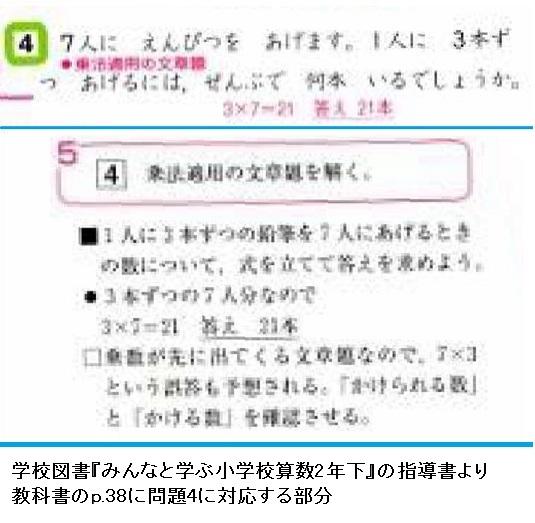 4 7人に えんぴつを あげます。1人に 3本ず
●乗法適用の文章題
つ あげるには，ぜんぶで 何本 いるでしょうか。
3×7=21 答え 21本
5
4 乗法適用の文章題を解く。
■1人に3本ずつの鉛筆を7人にあげるとき
の数について，式を立てて答えを求めよう。
●3本ずつの7人分なので
3×7=21 答え 21本
□乗数が先に出てくる文章題なので，7×3
という誤答も予想される。「かけられる数」
と「かける数」を確認させる。
学校図書『みんなと学ぶ小学校算数2年下』の指導書より
教科書のp.38に問題4に対応する部分